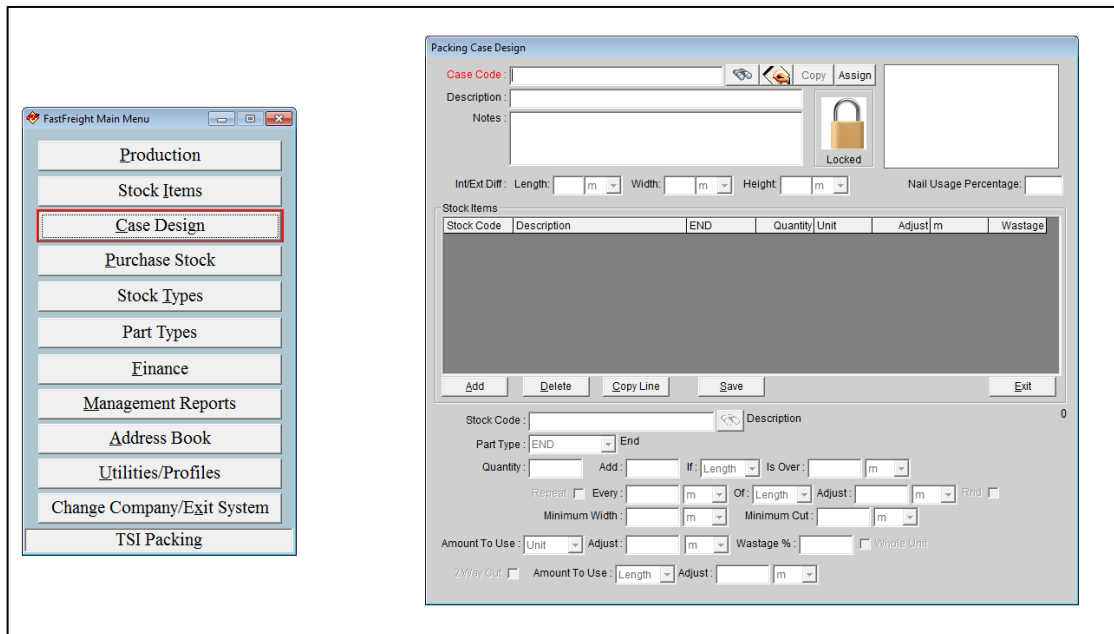 FastFreight Main Menu
Production
Stock Items
Case Design
Purchase Stock
Stock Types
Part Types
Finance
Management Reports
Address Book
Utilities/Profiles
Change Company/Exit System
TSI Packing
Packing Case Design
Case Code : Copy Assign
Description :
Notes :
Locked
Int/Ext Diff : Length: m Width: m Height: m Nail Usage Percentage:
Stock Items
Stock Code Description END Quantity Unit Adjust m Wastage
Add Delete Copy Line Save Exit
Stock Code : Description 0
Part Type : END End
Quantity : Add : If : Length Is Over : m
Repeat Every : m Of : Length Adjust : m Rnd
Minimum Width : m Minimum Cut : m
Amount To Use : Unit Adjust : m Wastage % : Whole Unit
2 Way Cut Amount To Use : Length Adjust : m